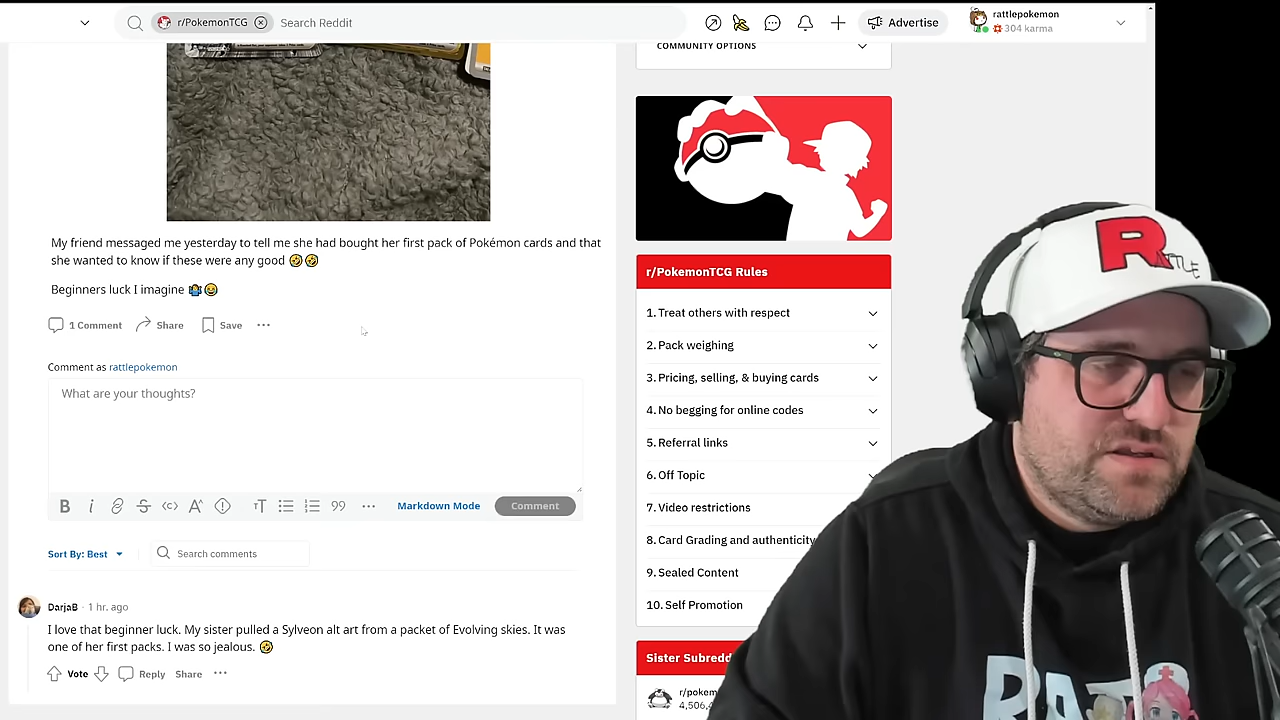 r/PokemonTCG
Search Reddit
Advertise
rattlepokemon
304 karma
COMMUNITY OPTIONS
My friend messaged me yesterday to tell me she had bought her first pack of Pokémon cards and that
she wanted to know if these were any good 🤣🤣
Beginners luck I imagine 🤷‍♂️😅
1 Comment
Share
Save
Comment as rattlepokemon
What are your thoughts?
B i
Markdown Mode
Comment
Sort By: Best
Search comments
DarjaB · 1 hr. ago
I love that beginner luck. My sister pulled a Sylveon alt art from a packet of Evolving skies. It was
one of her first packs. I was so jealous. 🤣
Vote
Reply
Share
r/PokemonTCG Rules
1. Treat others with respect
2. Pack weighing
3. Pricing, selling, & buying cards
4. No begging for online codes
5. Referral links
6. Off Topic
7. Video restrictions
8. Card Grading and authenticity
9. Sealed Content
10. Self Promotion
Sister Subredd
r/pokem
4,506,4
R